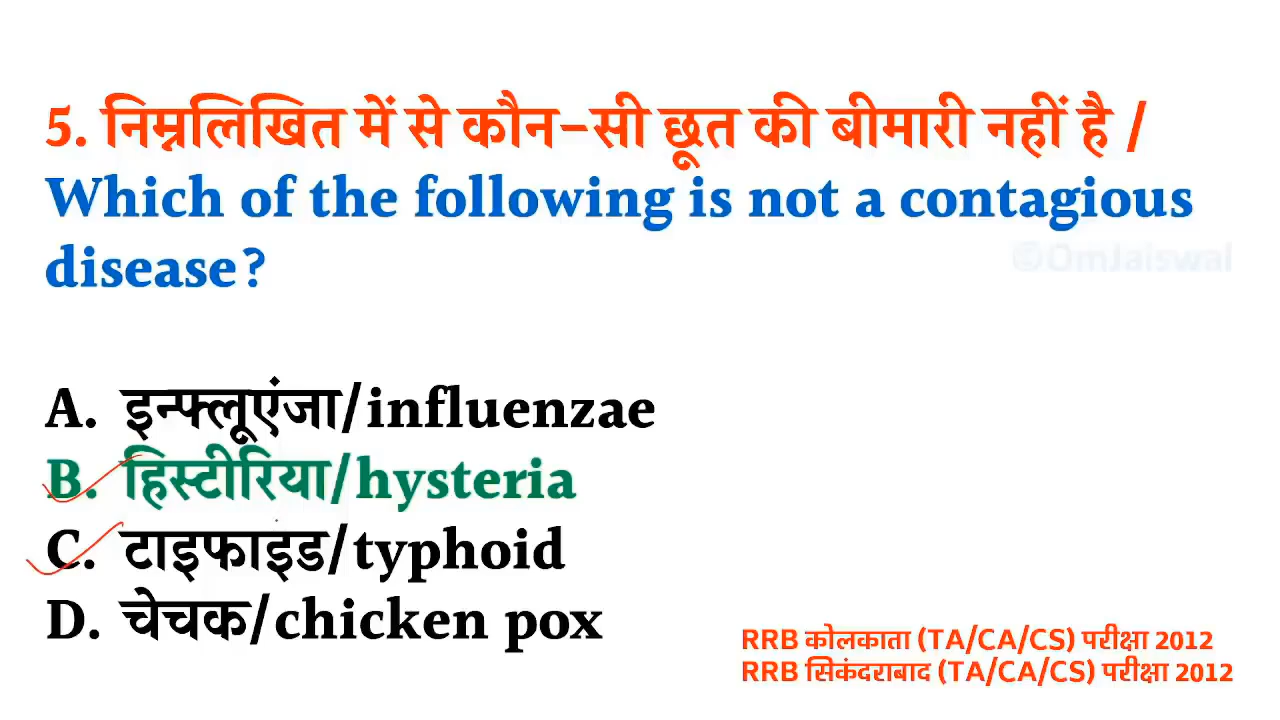 5. निम्नलिखित में से कौन-सी छूत की बीमारी नहीं है /
Which of the following is not a contagious
disease?
©OmJaiswal
A. इन्फ्लूएंजा/influenzae
B. हिस्टीरिया/hysteria
C. टाइफाइड/typhoid
D. चेचक/chicken pox
RRB कोलकाता (TA/CA/CS) परीक्षा 2012
RRB सिकंदराबाद (TA/CA/CS) परीक्षा 2012